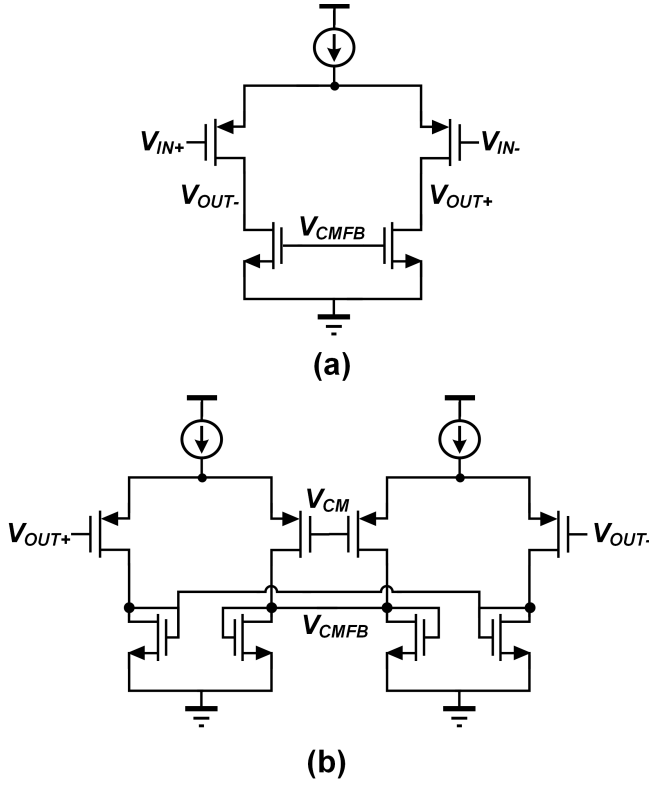 V_IN+
V_IN-
V_OUT-
V_OUT+
V_CMFB
(a)
V_CM
V_OUT+
V_OUT-
V_CMFB
(b)